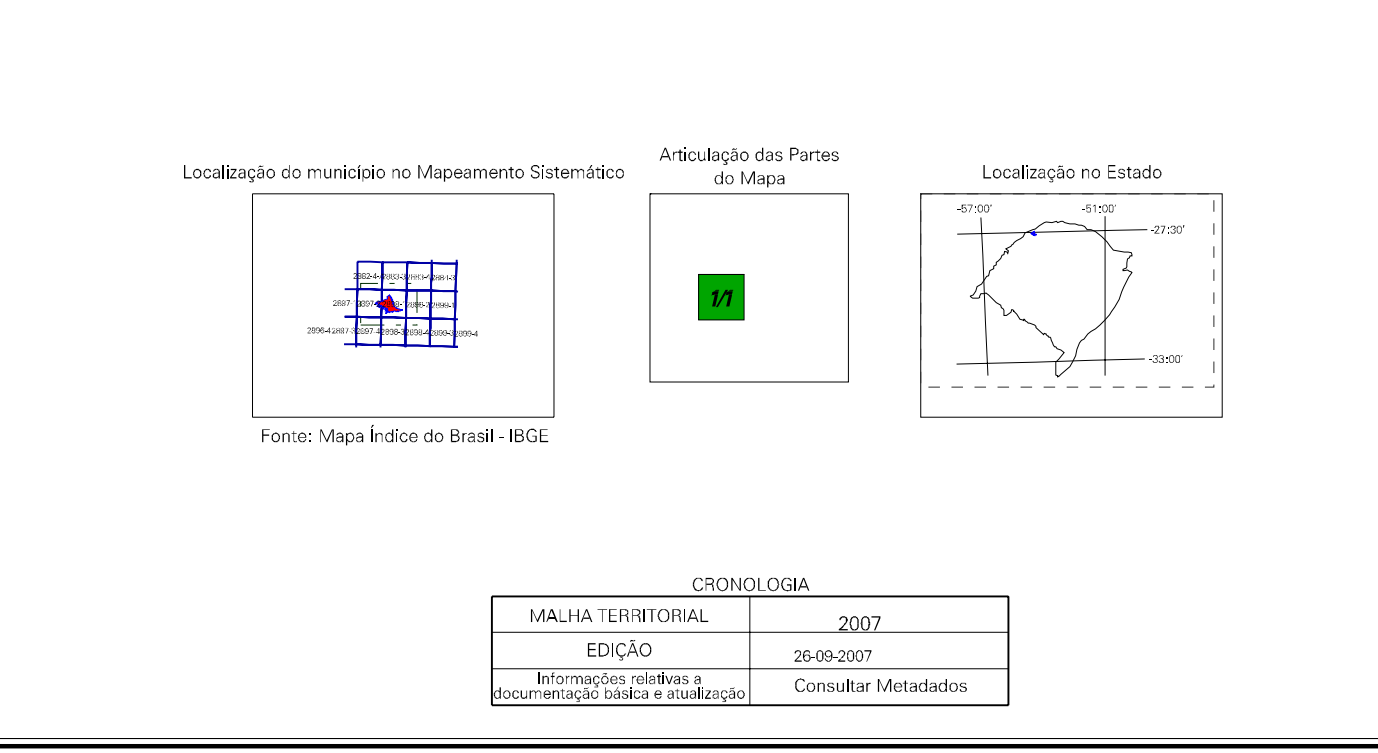 Localização do município no Mapeamento Sistemático
Articulação das Partes
do Mapa
Localização no Estado
-57:00'
-51:00'
-27:30'
-33:00'
1/1
Fonte: Mapa Índice do Brasil - IBGE
CRONOLOGIA
MALHA TERRITORIAL 2007
EDIÇÃO 26-09-2007
Informações relativas a
documentação básica e atualização Consultar Metadados